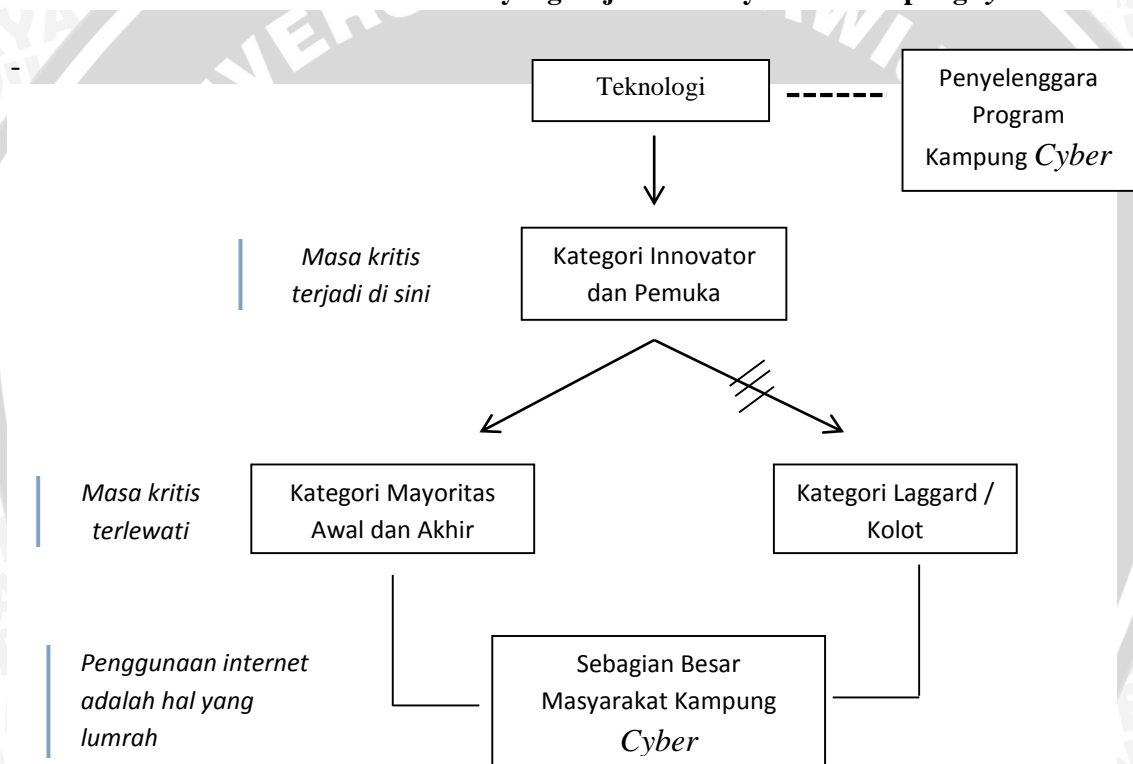 -
Teknologi
Penyelenggara
Program
Kampung Cyber
Masa kritis
terjadi di sini
Kategori Innovator
dan Pemuka
Masa kritis
terlewati
Kategori Mayoritas
Awal dan Akhir
Kategori Laggard /
Kolot
Penggunaan internet
adalah hal yang
lumrah
Sebagian Besar
Masyarakat Kampung
Cyber